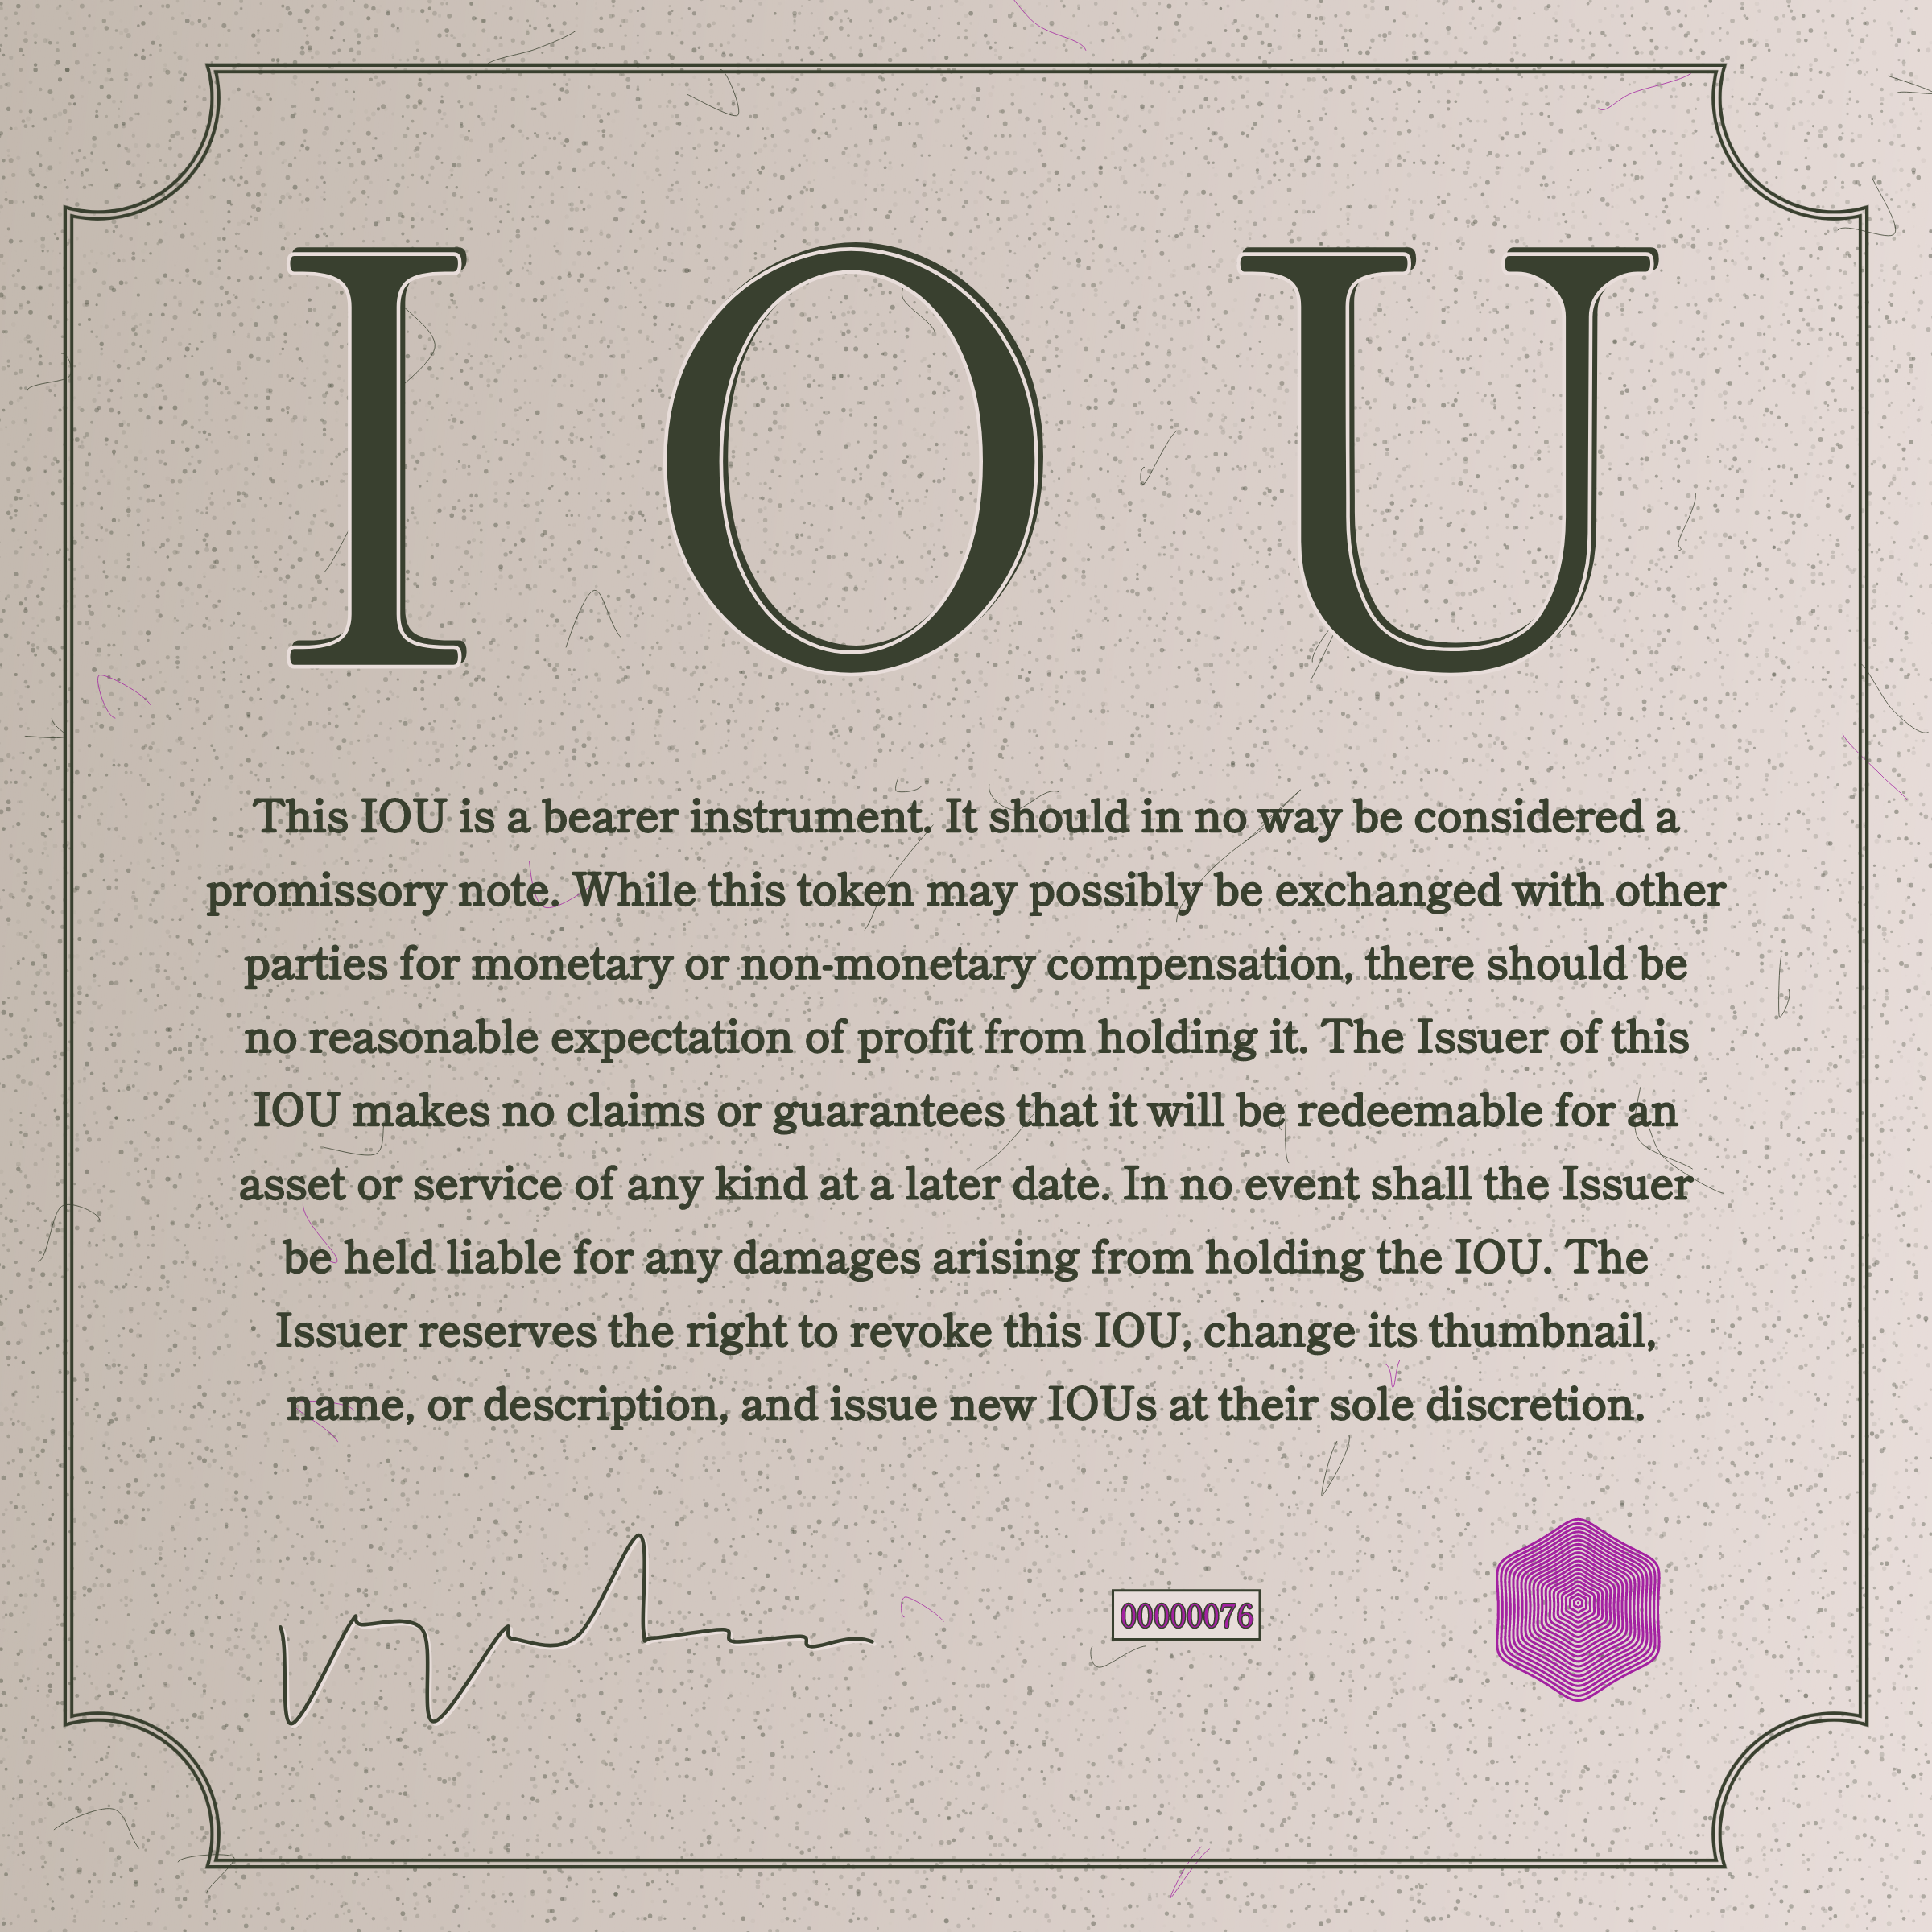 I O U
This IOU is a bearer instrument. It should in no way be considered a
promissory note. While this token may possibly be exchanged with other
parties for monetary or non-monetary compensation, there should be
no reasonable expectation of profit from holding it. The Issuer of this
IOU makes no claims or guarantees that it will be redeemable for an
asset or service of any kind at a later date. In no event shall the Issuer
be held liable for any damages arising from holding the IOU. The
Issuer reserves the right to revoke this IOU, change its thumbnail,
name, or description, and issue new IOUs at their sole discretion.
00000076